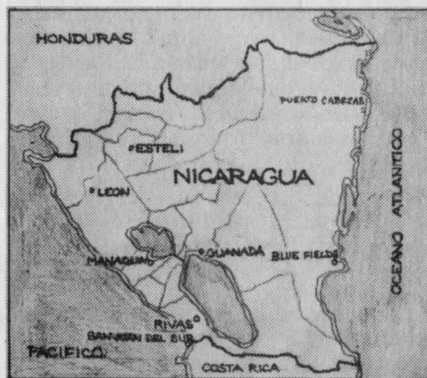 HONDURAS
PUERTO CABEZAS
ESTELI
NICARAGUA
LEON
OCEANO ATLANTICO
MANAGUA
GUANADA
BLUE FIELDS
RIVAS
SAN JUAN DEL SUR
PACIFICO
COSTA RICA